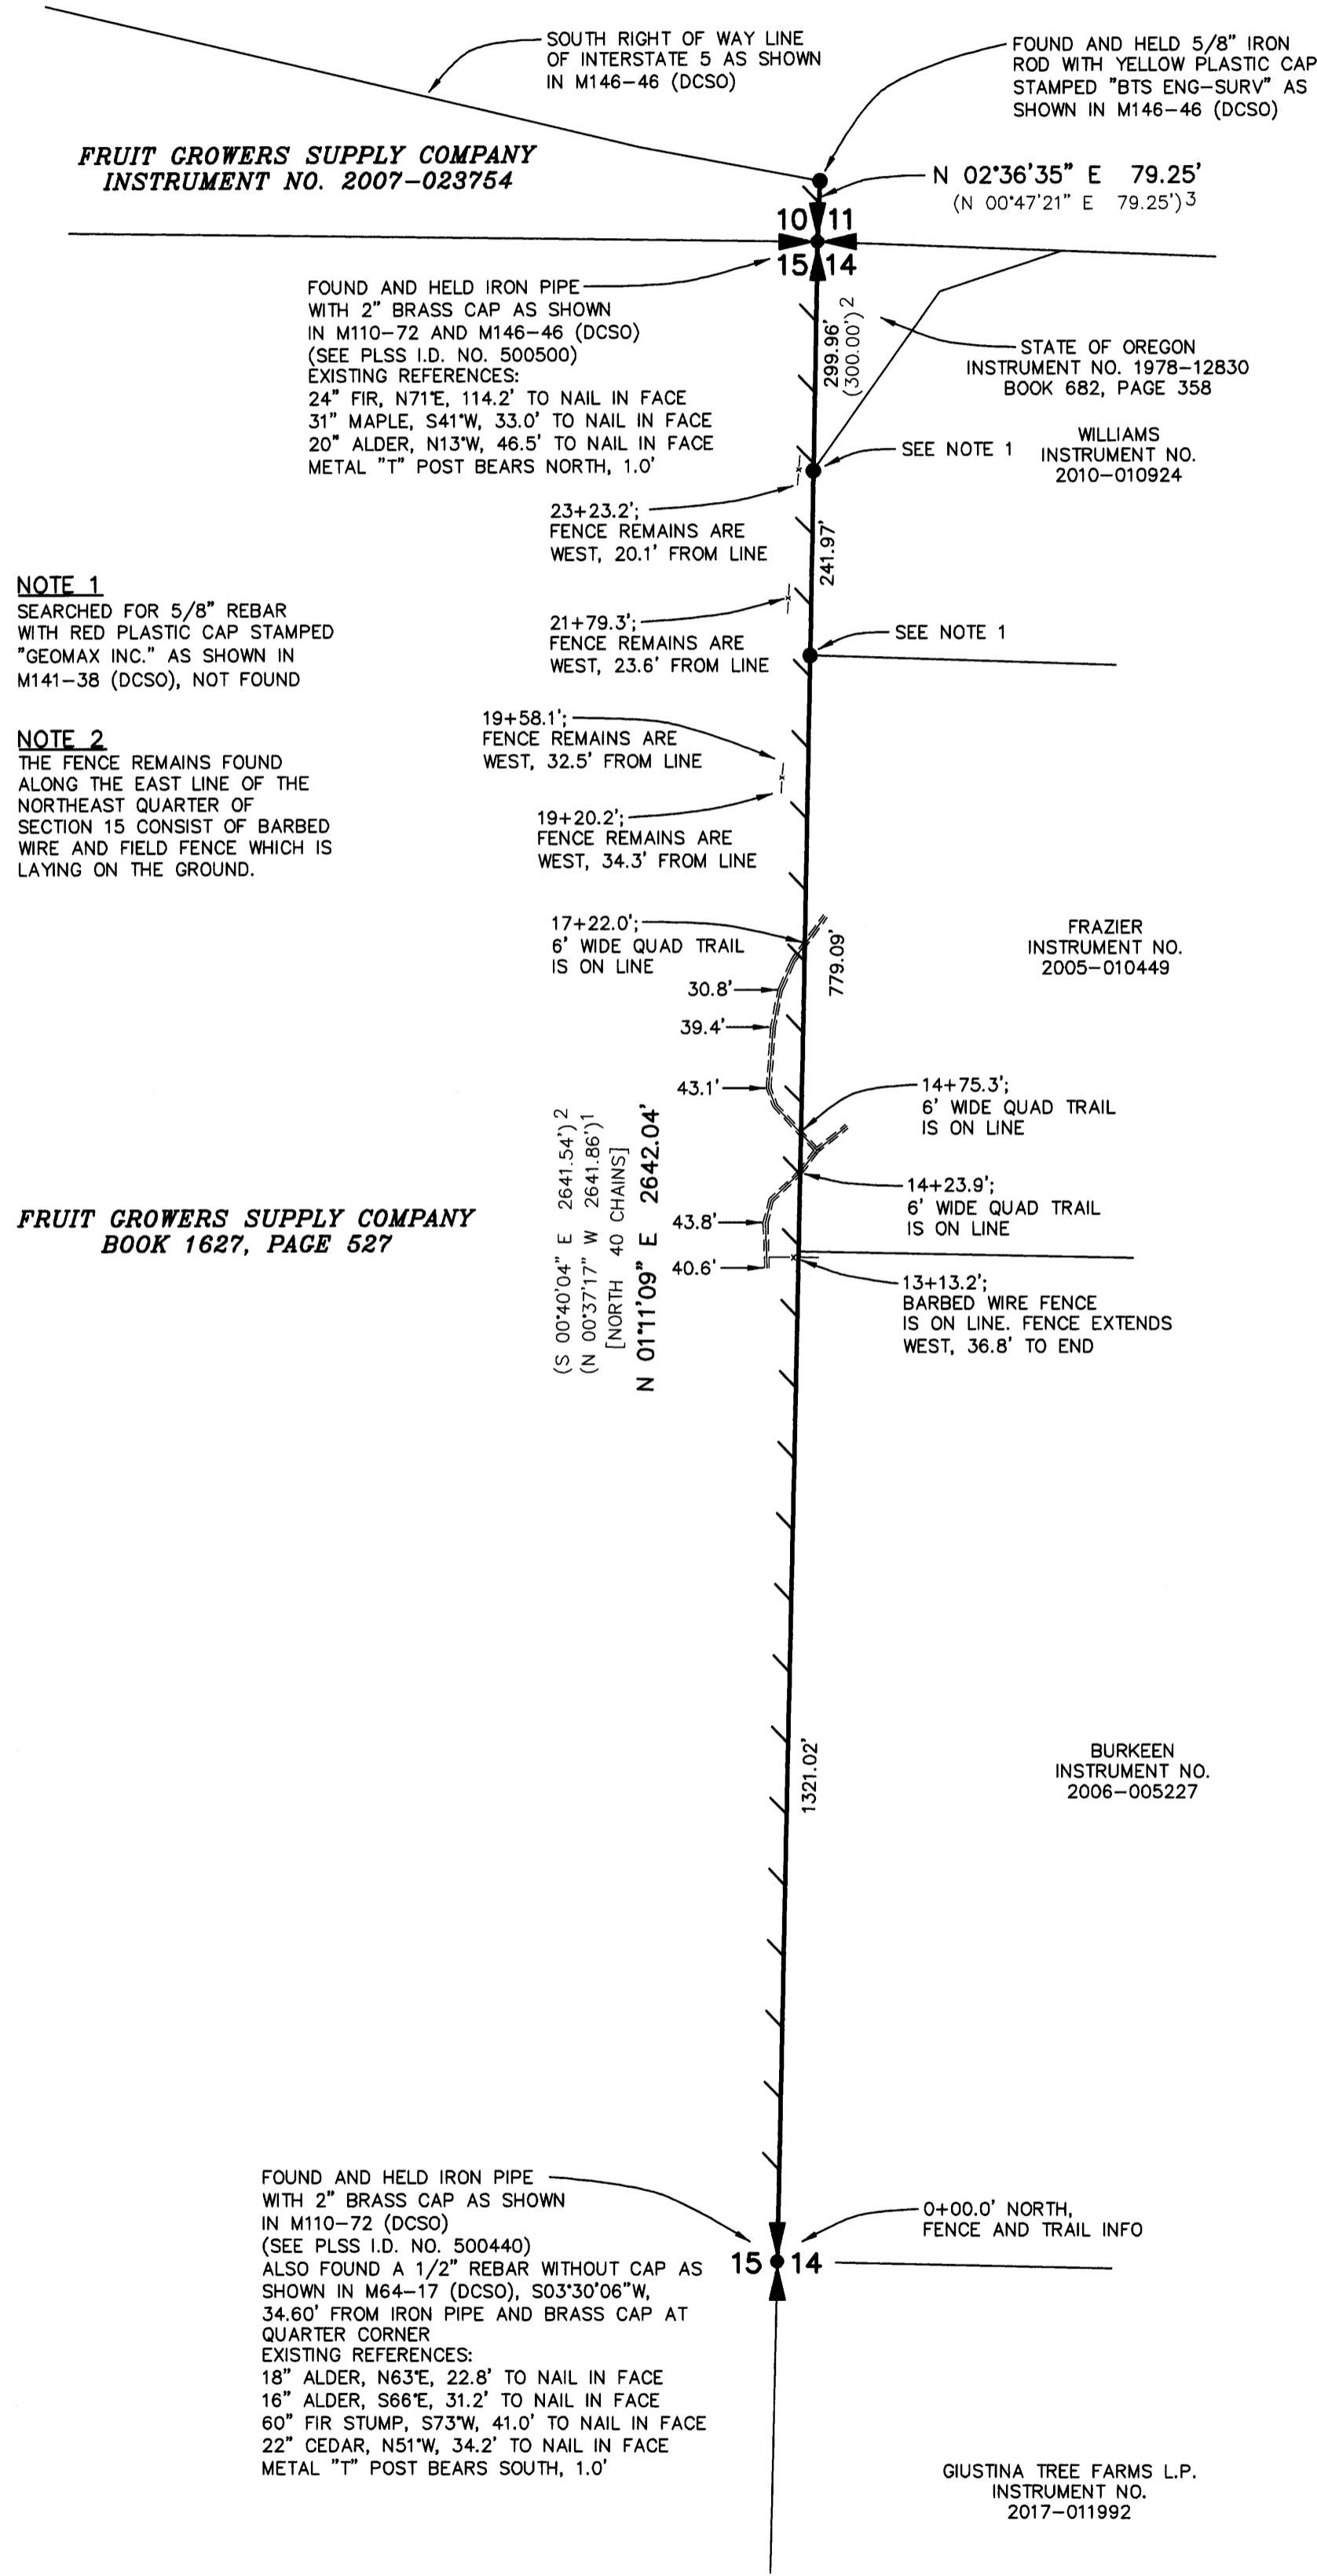 SOUTH RIGHT OF WAY LINE
OF INTERSTATE 5 AS SHOWN
IN M146-46 (DCSO)
FOUND AND HELD 5/8" IRON
ROD WITH YELLOW PLASTIC CAP
STAMPED "BTS ENG-SURV" AS
SHOWN IN M146-46 (DCSO)
FRUIT GROWERS SUPPLY COMPANY
INSTRUMENT NO. 2007-023754
N 02°36'35" E 79.25'
(N 00°47'21" E 79.25')3
10 11
15 14
FOUND AND HELD IRON PIPE
WITH 2" BRASS CAP AS SHOWN
IN M110-72 AND M146-46 (DCSO)
(SEE PLSS I.D. NO. 500500)
EXISTING REFERENCES:
24" FIR, N71°E, 114.2' TO NAIL IN FACE
31" MAPLE, S41°W, 33.0' TO NAIL IN FACE
20" ALDER, N13°W, 46.5' TO NAIL IN FACE
METAL "T" POST BEARS NORTH, 1.0'
299.96'
(300.00')2
STATE OF OREGON
INSTRUMENT NO. 1978-12830
BOOK 682, PAGE 358
SEE NOTE 1
WILLIAMS
INSTRUMENT NO.
2010-010924
23+23.2';
FENCE REMAINS ARE
WEST, 20.1' FROM LINE
241.97'
NOTE 1
SEARCHED FOR 5/8" REBAR
WITH RED PLASTIC CAP STAMPED
"GEOMAX INC." AS SHOWN IN
M141-38 (DCSO), NOT FOUND
21+79.3';
FENCE REMAINS ARE
WEST, 23.6' FROM LINE
SEE NOTE 1
NOTE 2
THE FENCE REMAINS FOUND
ALONG THE EAST LINE OF THE
NORTHEAST QUARTER OF
SECTION 15 CONSIST OF BARBED
WIRE AND FIELD FENCE WHICH IS
LAYING ON THE GROUND.
19+58.1';
FENCE REMAINS ARE
WEST, 32.5' FROM LINE
19+20.2';
FENCE REMAINS ARE
WEST, 34.3' FROM LINE
17+22.0';
6' WIDE QUAD TRAIL
IS ON LINE
779.09'
FRAZIER
INSTRUMENT NO.
2005-010449
30.8'
39.4'
43.1'
14+75.3';
6' WIDE QUAD TRAIL
IS ON LINE
(S 00°40'04" E 2641.54')2
(N 00°37'17" W 2641.86')1
[NORTH 40 CHAINS]
N 01°11'09" E 2642.04'
14+23.9';
6' WIDE QUAD TRAIL
IS ON LINE
FRUIT GROWERS SUPPLY COMPANY
BOOK 1627, PAGE 527
43.8'
40.6'
13+13.2';
BARBED WIRE FENCE
IS ON LINE. FENCE EXTENDS
WEST, 36.8' TO END
1321.02'
BURKEEN
INSTRUMENT NO.
2006-005227
FOUND AND HELD IRON PIPE
WITH 2" BRASS CAP AS SHOWN
IN M110-72 (DCSO)
(SEE PLSS I.D. NO. 500440)
ALSO FOUND A 1/2" REBAR WITHOUT CAP AS
SHOWN IN M64-17 (DCSO), S03°30'06"W,
34.60' FROM IRON PIPE AND BRASS CAP AT
QUARTER CORNER
EXISTING REFERENCES:
18" ALDER, N63°E, 22.8' TO NAIL IN FACE
16" ALDER, S66°E, 31.2' TO NAIL IN FACE
60" FIR STUMP, S73°W, 41.0' TO NAIL IN FACE
22" CEDAR, N51°W, 34.2' TO NAIL IN FACE
METAL "T" POST BEARS SOUTH, 1.0'
15 14
0+00.0' NORTH,
FENCE AND TRAIL INFO
GIUSTINA TREE FARMS L.P.
INSTRUMENT NO.
2017-011992